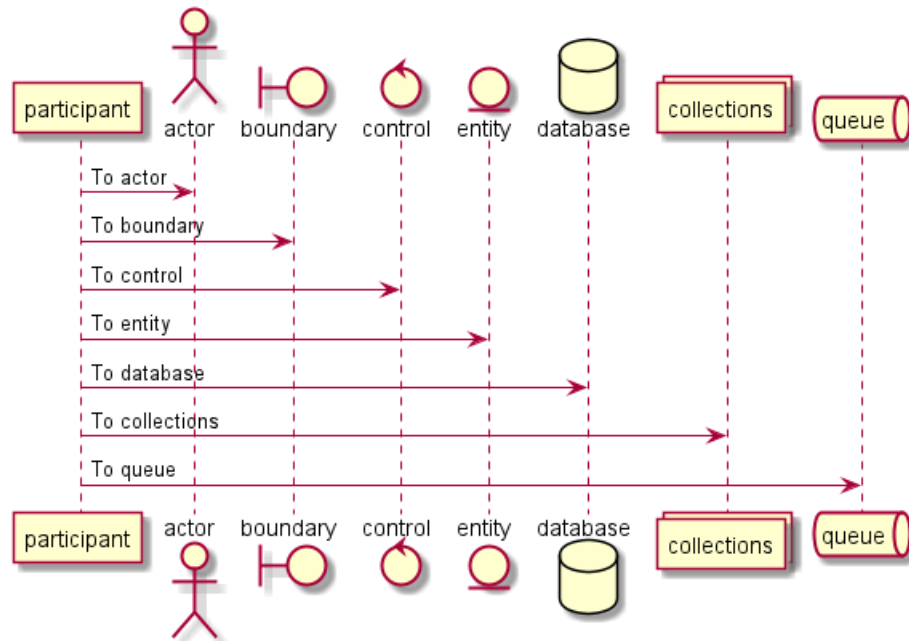 participant
actor
boundary
control
entity
database
collections
queue
To actor
To boundary
To control
To entity
To database
To collections
To queue
participant
actor
boundary
control
entity
database
collections
queue